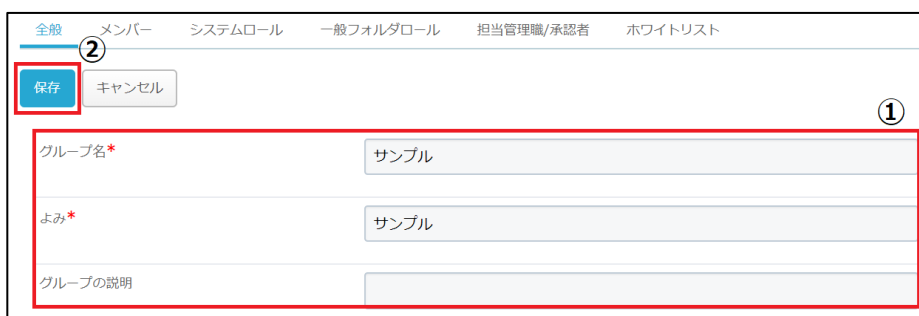 全般 メンバー システムロール 一般フォルダロール 担当管理職/承認者 ホワイトリスト
②
保存 キャンセル
①
グループ名* サンプル
よみ* サンプル
グループの説明